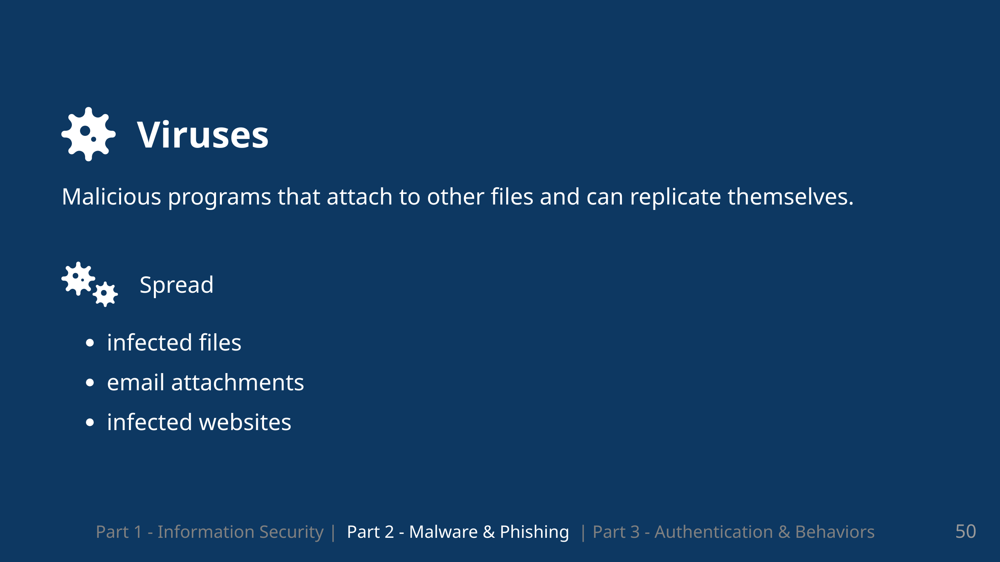 Viruses
Malicious programs that attach to other files and can replicate themselves.
Spread
• infected files
• email attachments
• infected websites
Part 1 - Information Security | Part 2 - Malware & Phishing | Part 3 - Authentication & Behaviors 50